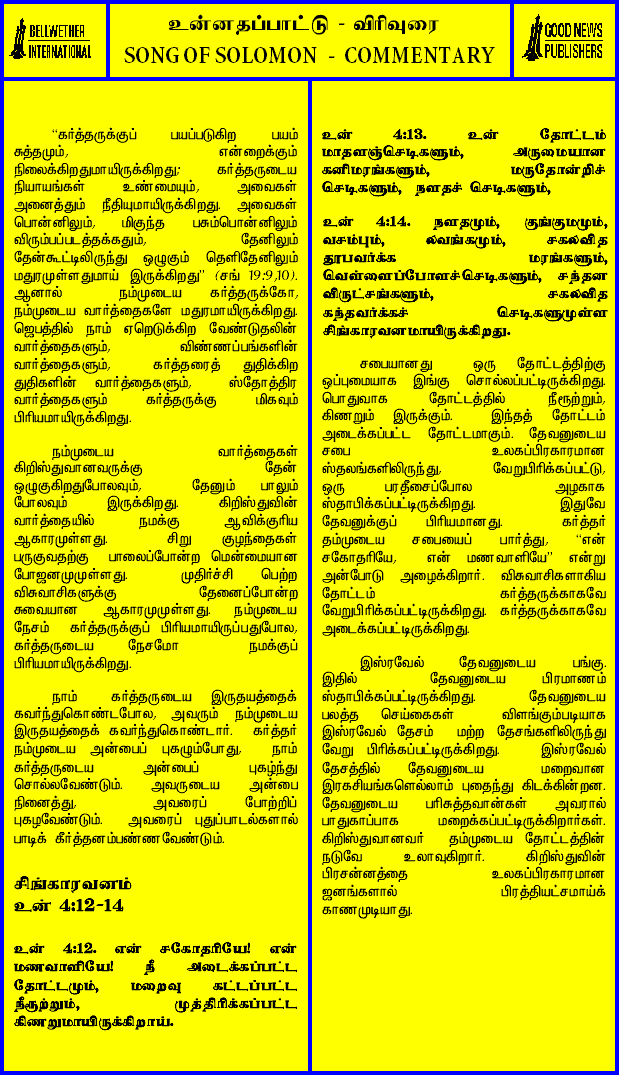 BELLWETHER
INTERNATIONAL
உன்னதப்பாட்டு - விரிவுரை
SONG OF SOLOMON - COMMENTARY
GOOD NEWS
PUBLISHERS
“கர்த்தருக்குப் பயப்படுகிற பயம்
சுத்தமும், என்றைக்கும்
நிலைக்கிறதுமாயிருக்கிறது; கர்த்தருடைய
நியாயங்கள் உண்மையும், அவைகள்
அனைத்தும் நீதியுமாயிருக்கிறது. அவைகள்
பொன்னிலும், மிகுந்த பசும்பொன்னிலும்
விரும்பப்படத்தக்கதும், தேனிலும்
தேன்கூட்டிலிருந்து ஒழுகும் தெளிதேனிலும்
மதுரமுள்ளதுமாய் இருக்கிறது” (சங் 19:9,10).
ஆனால் நம்முடைய கர்த்தருக்கோ,
நம்முடைய வார்த்தைகளே மதுரமாயிருக்கிறது.
ஜெபத்தில் நாம் ஏறெடுக்கிற வேண்டுதலின்
வார்த்தைகளும், விண்ணப்பங்களின்
வார்த்தைகளும், கர்த்தரைத் துதிக்கிற
துதிகளின் வார்த்தைகளும், ஸ்தோத்திர
வார்த்தைகளும் கர்த்தருக்கு மிகவும்
பிரியமாயிருக்கிறது.
நம்முடைய வார்த்தைகள்
கிறிஸ்துவானவருக்கு தேன்
ஒழுகுகிறதுபோலவும், தேனும் பாலும்
போலவும் இருக்கிறது. கிறிஸ்துவின்
வார்த்தையில் நமக்கு ஆவிக்குரிய
ஆகாரமுள்ளது. சிறு குழந்தைகள்
பருகுவதற்கு பாலைப்போன்ற மென்மையான
போஜனமுமுள்ளது. முதிர்ச்சி பெற்ற
விசுவாசிகளுக்கு தேனைப்போன்ற
சுவையான ஆகாரமுமுள்ளது. நம்முடைய
நேசம் கர்த்தருக்குப் பிரியமாயிருப்பதுபோல,
கர்த்தருடைய நேசமோ நமக்குப்
பிரியமாயிருக்கிறது.
நாம் கர்த்தருடைய இருதயத்தைக்
கவர்ந்துகொண்டபோல, அவரும் நம்முடைய
இருதயத்தைக் கவர்ந்துகொண்டார். கர்த்தர்
நம்முடைய அன்பைப் புகழும்போது, நாம்
கர்த்தருடைய அன்பைப் புகழ்ந்து
சொல்லவேண்டும். அவருடைய அன்பை
நினைத்து, அவரைப் போற்றிப்
புகழவேண்டும். அவரைப் புதுப்பாடல்களால்
பாடிக் கீர்த்தனம்பண்ணவேண்டும்.
சிங்காரவனம்
உன் 4:12-14
உன் 4:12. என் சகோதரியே! என்
மணவாளியே! நீ அடைக்கப்பட்ட
தோட்டமும், மறைவு கட்டப்பட்ட
நீரூற்றும், முத்திரிக்கப்பட்ட
கிணறுமாயிருக்கிறாய்.
உன் 4:13. உன் தோட்டம்
மாதளஞ்செடிகளும், அருமையான
கனிமரங்களும், மருதோன்றிச்
செடிகளும், நளதச் செடிகளும்,
உன் 4:14. நளதமும், குங்குமமும்,
வசம்பும், லவங்கமும், சகலவித
தூபவர்க்க மரங்களும்,
வெள்ளைப்போளச்செடிகளும், சந்தன
விருட்சங்களும், சகலவித
கந்தவர்க்கச் செடிகளுமுள்ள
சிங்காரவனமாயிருக்கிறது.
சபையானது ஒரு தோட்டத்திற்கு
ஒப்புமையாக இங்கு சொல்லப்பட்டிருக்கிறது.
பொதுவாக தோட்டத்தில் நீரூற்றும்,
கிணறும் இருக்கும். இந்தத் தோட்டம்
அடைக்கப்பட்ட தோட்டமாகும். தேவனுடைய
சபை உலகப்பிரகாரமான
ஸ்தலங்களிலிருந்து, வேறுபிரிக்கப்பட்டு,
ஒரு பரதீசைப்போல அழகாக
ஸ்தாபிக்கப்பட்டிருக்கிறது. இதுவே
தேவனுக்குப் பிரியமானது. கர்த்தர்
தம்முடைய சபையைப் பார்த்து, “என்
சகோதரியே, என் மணவாளியே” என்று
அன்போடு அழைக்கிறார். விசுவாசிகளாகிய
தோட்டம் கர்த்தருக்காகவே
வேறுபிரிக்கப்பட்டிருக்கிறது. கர்த்தருக்காகவே
அடைக்கப்பட்டிருக்கிறது.
இஸ்ரவேல் தேவனுடைய பங்கு.
இதில் தேவனுடைய பிரமாணம்
ஸ்தாபிக்கப்பட்டிருக்கிறது. தேவனுடைய
பலத்த செய்கைகள் விளங்கும்படியாக
இஸ்ரவேல் தேசம் மற்ற தேசங்களிலிருந்து
வேறு பிரிக்கப்பட்டிருக்கிறது. இஸ்ரவேல்
தேசத்தில் தேவனுடைய மறைவான
இரகசியங்களெல்லாம் புதைந்து கிடக்கின்றன.
தேவனுடைய பரிசுத்தவான்கள் அவரால்
பாதுகாப்பாக மறைக்கப்பட்டிருக்கிறார்கள்.
கிறிஸ்துவானவர் தம்முடைய தோட்டத்தின்
நடுவே உலாவுகிறார். கிறிஸ்துவின்
பிரசன்னத்தை உலகப்பிரகாரமான
ஜனங்களால் பிரத்தியட்சமாய்க்
காணமுடியாது.